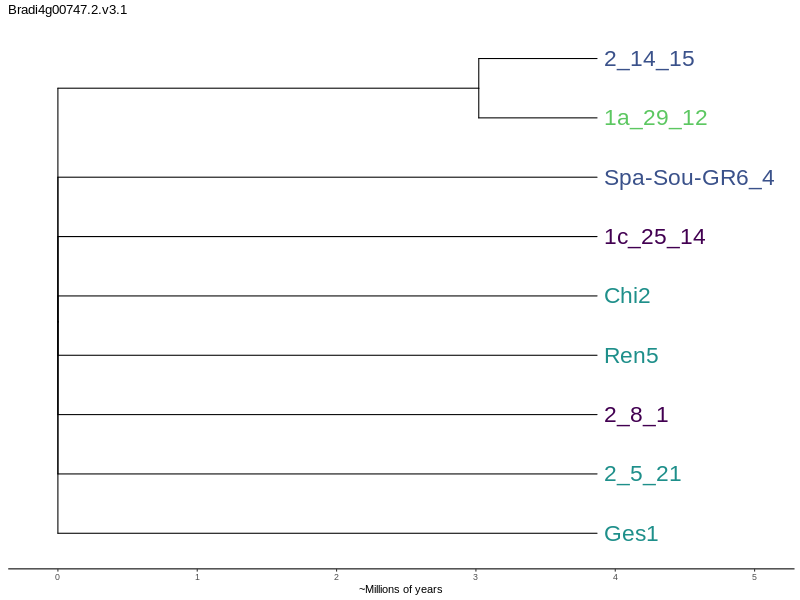 Bradi4g00747.2.v3.1
2_14_15
1a_29_12
Spa-Sou-GR6_4
1c_25_14
Chi2
Ren5
2_8_1
2_5_21
Ges1
0 1 2 3 4 5
~Millions of years